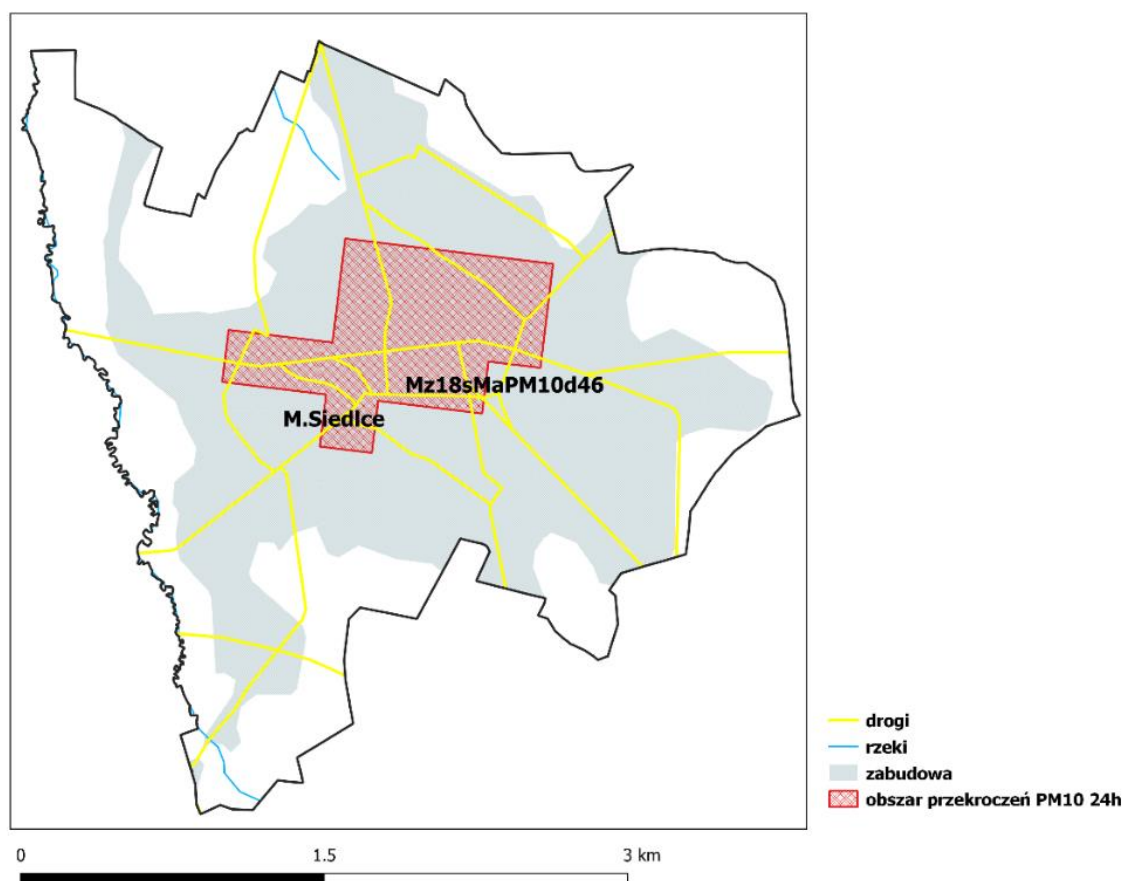 Mz18sMaPM10d46
M.Siedlce
drogi
rzeki
zabudowa
obszar przekroczeń PM10 24h
0 1.5 3 km